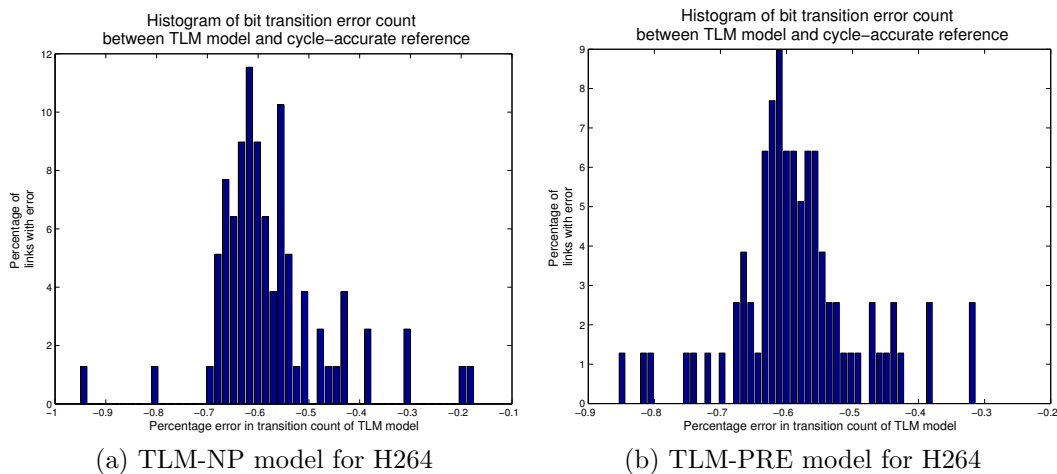 Histogram of bit transition error count
between TLM model and cycle−accurate reference
12
10
8
6
4
2
0
Percentage of
links with error
−1
−0.9
−0.8
−0.7
−0.6
−0.5
−0.4
−0.3
−0.2
−0.1
Percentage error in transition count of TLM model
(a) TLM-NP model for H264
Histogram of bit transition error count
between TLM model and cycle−accurate reference
9
8
7
6
5
4
3
2
1
0
Percentage of
links with error
−0.9
−0.8
−0.7
−0.6
−0.5
−0.4
−0.3
−0.2
Percentage error in transition count of TLM model
(b) TLM-PRE model for H264